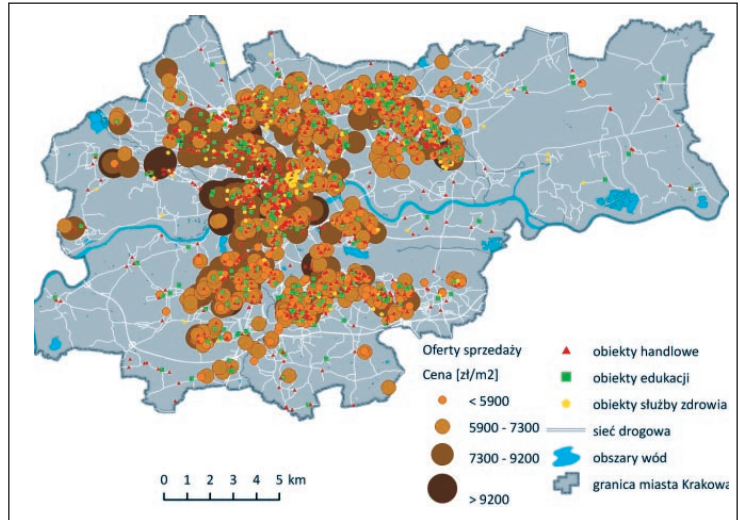 Oferty sprzedaży
Cena [zł/m2]
< 5900
5900 - 7300
7300 - 9200
> 9200
obiekty handlowe
obiekty edukacji
obiekty służby zdrowia
sieć drogowa
obszary wód
granica miasta Krakowa
0 1 2 3 4 5 km